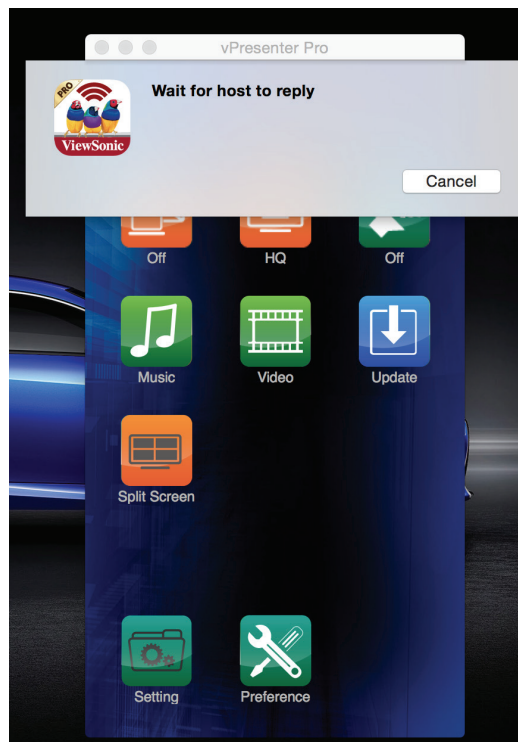 vPresenter Pro
PRO
ViewSonic
Wait for host to reply
Cancel
Off
HQ
Off
Music
Video
Update
Split Screen
Setting
Preference